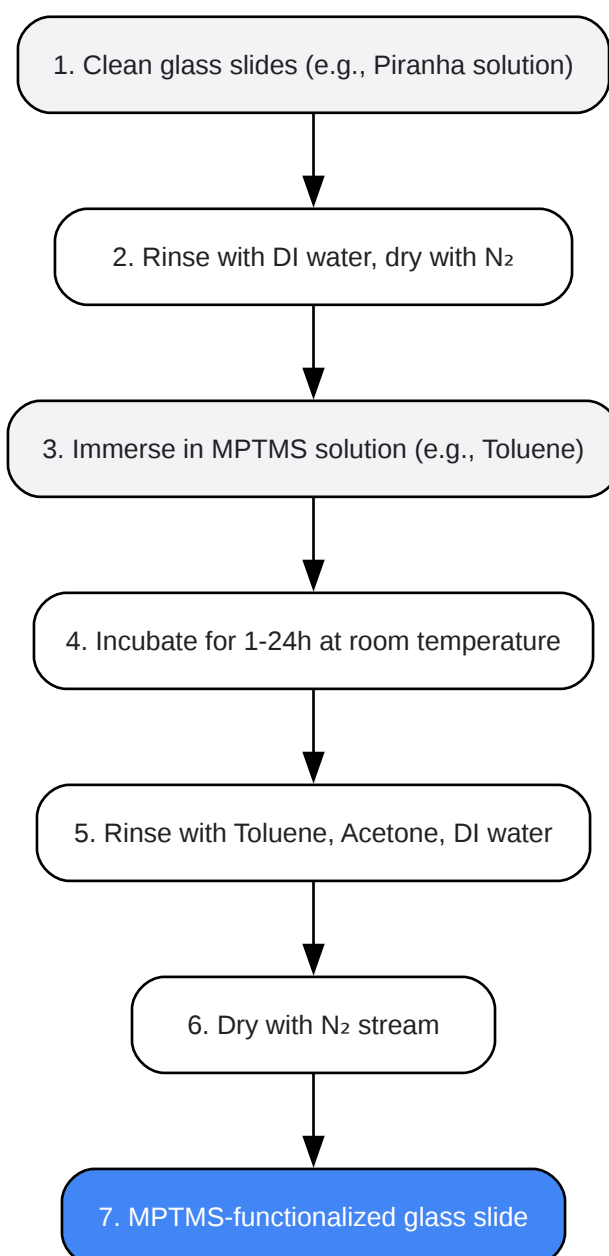 1. Clean glass slides (e.g., Piranha solution)
2. Rinse with DI water, dry with N₂
3. Immerse in MPTMS solution (e.g., Toluene)
4. Incubate for 1-24h at room temperature
5. Rinse with Toluene, Acetone, DI water
6. Dry with N₂ stream
7. MPTMS-functionalized glass slide